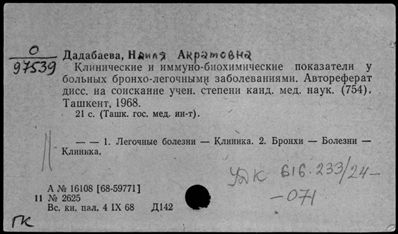 О
97539
Дадабаева, Наиля Акрамовна
Клинические и иммуно-биохимические показатели у
больных бронхо-легочными заболеваниями. Автореферат
дисс. на соискание учен. степени канд. мед. наук. (754).
Ташкент, 1968.
21 с. (Ташк. гос. мед. ин-т).
— — 1. Легочные болезни — Клиника. 2. Бронхи — Болезни —
Клиника.
УДК 616.233/24-
-071
А № 16108 [68-59771]
11 № 2625
Вс. кн. пал. 4 IX 68 Д142
ГК